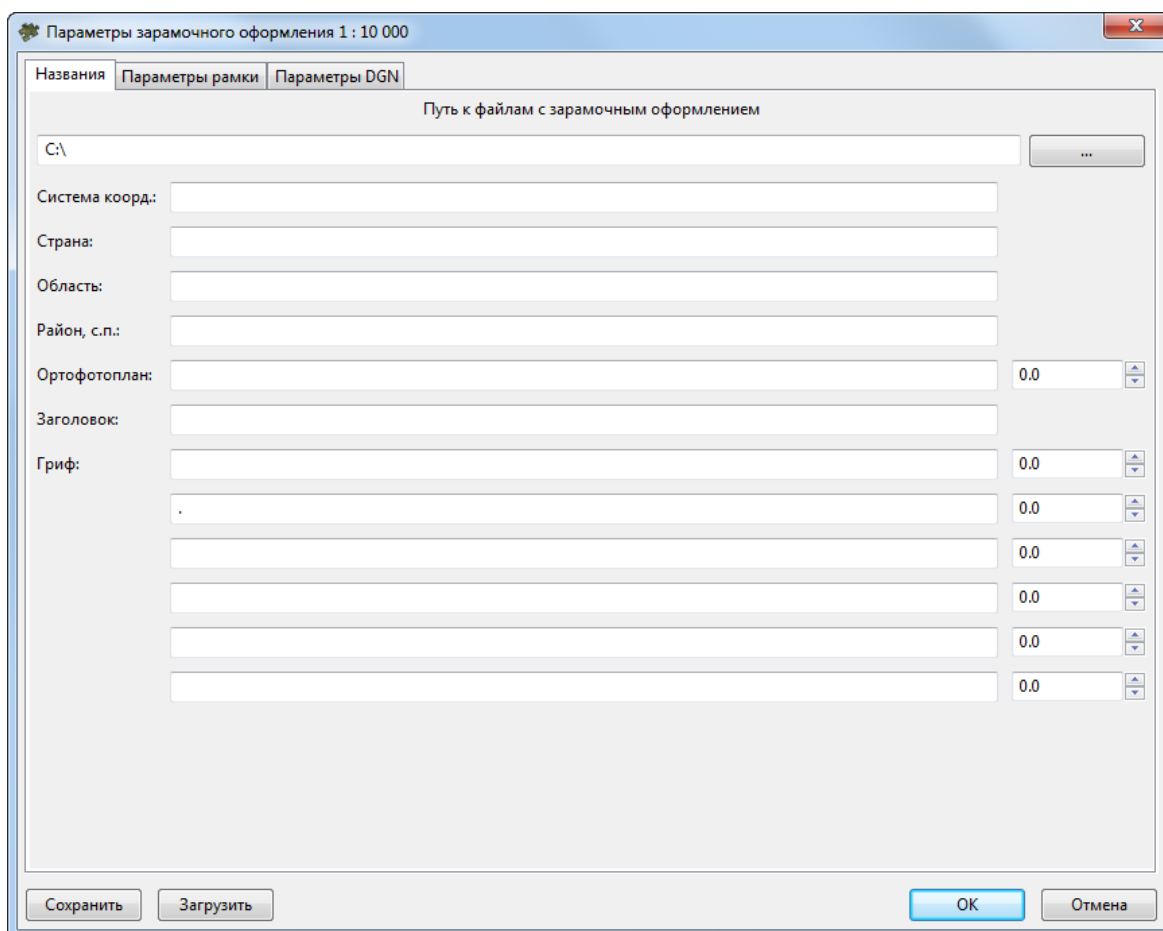 Параметры зарамочного оформления 1 : 10 000
Названия Параметры рамки Параметры DGN
Путь к файлам с зарамочным оформлением
C:\ ...
Система коорд.:
Страна:
Область:
Район, с.п.:
Ортофотоплан: 0.0
Заголовок:
Гриф: 0.0
. 0.0
0.0
0.0
0.0
0.0
Сохранить Загрузить OK Отмена